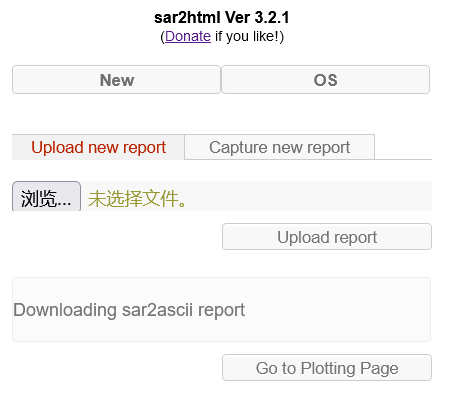 sar2html Ver 3.2.1
(Donate if you like!)
New OS
Upload new report Capture new report
浏览... 未选择文件。
Upload report
Downloading sar2ascii report
Go to Plotting Page